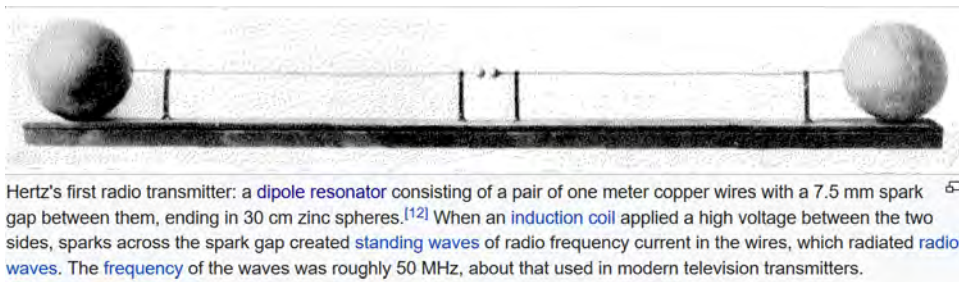 Hertz's first radio transmitter: a dipole resonator consisting of a pair of one meter copper wires with a 7.5 mm spark
gap between them, ending in 30 cm zinc spheres.[12] When an induction coil applied a high voltage between the two
sides, sparks across the spark gap created standing waves of radio frequency current in the wires, which radiated radio
waves. The frequency of the waves was roughly 50 MHz, about that used in modern television transmitters.